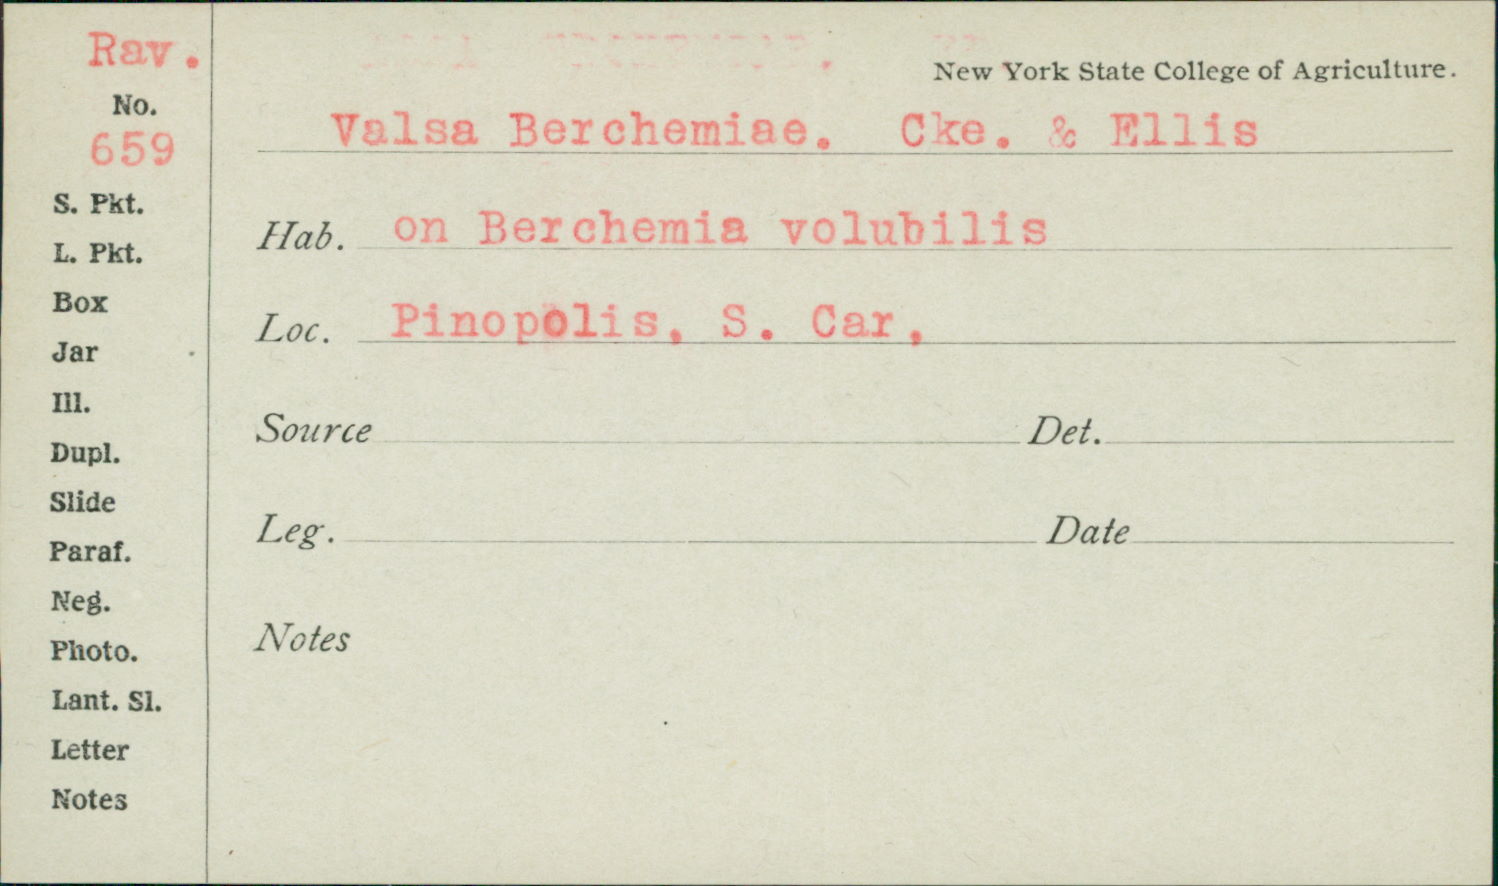 Rav.
New York State College of Agriculture.
No.
659
Valsa Berchemiae. Cke. & Ellis
S. Pkt.
Hab. on Berchemia volubilis
L. Pkt.
Box
Loc. Pinopolis, S. Car,
Jar
Ill.
Source Det.
Dupl.
Slide
Leg. Date
Paraf.
Neg.
Notes
Photo.
Lant. Sl.
Letter
Notes